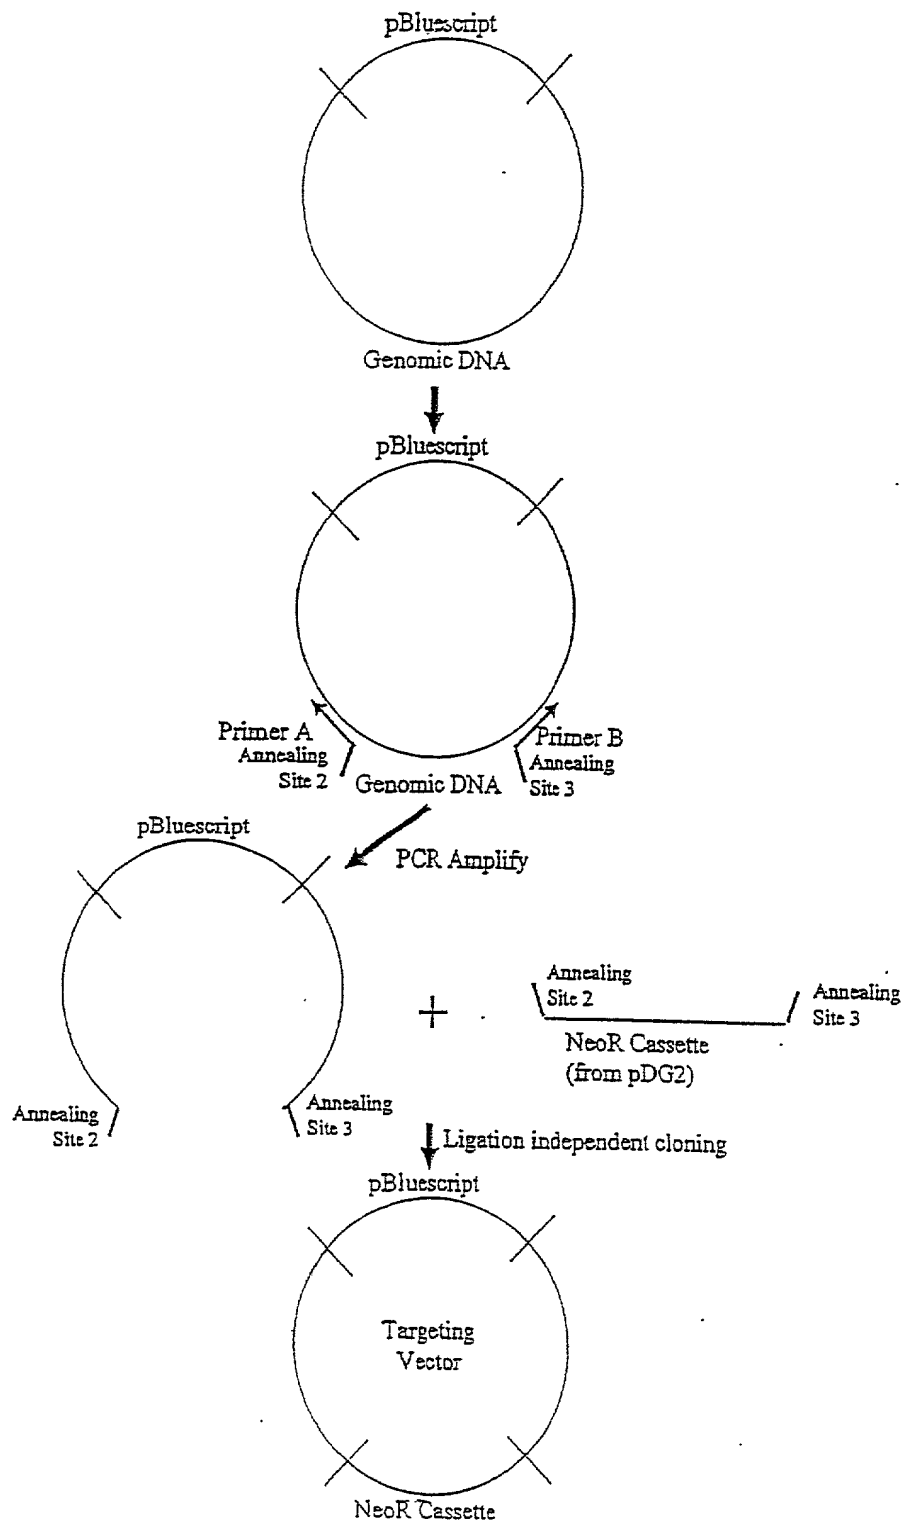 pBluescript
Genomic DNA
pBluescript
Primer A
Annealing
Site 2
Primer B
Annealing
Site 3
Genomic DNA
pBluescript
PCR Amplify
Annealing
Site 2
Annealing
Site 3
+
NeoR Cassette
(from pDG2)
Annealing
Site 2
Annealing
Site 3
Ligation independent cloning
pBluescript
Targeting
Vector
NeoR Cassette